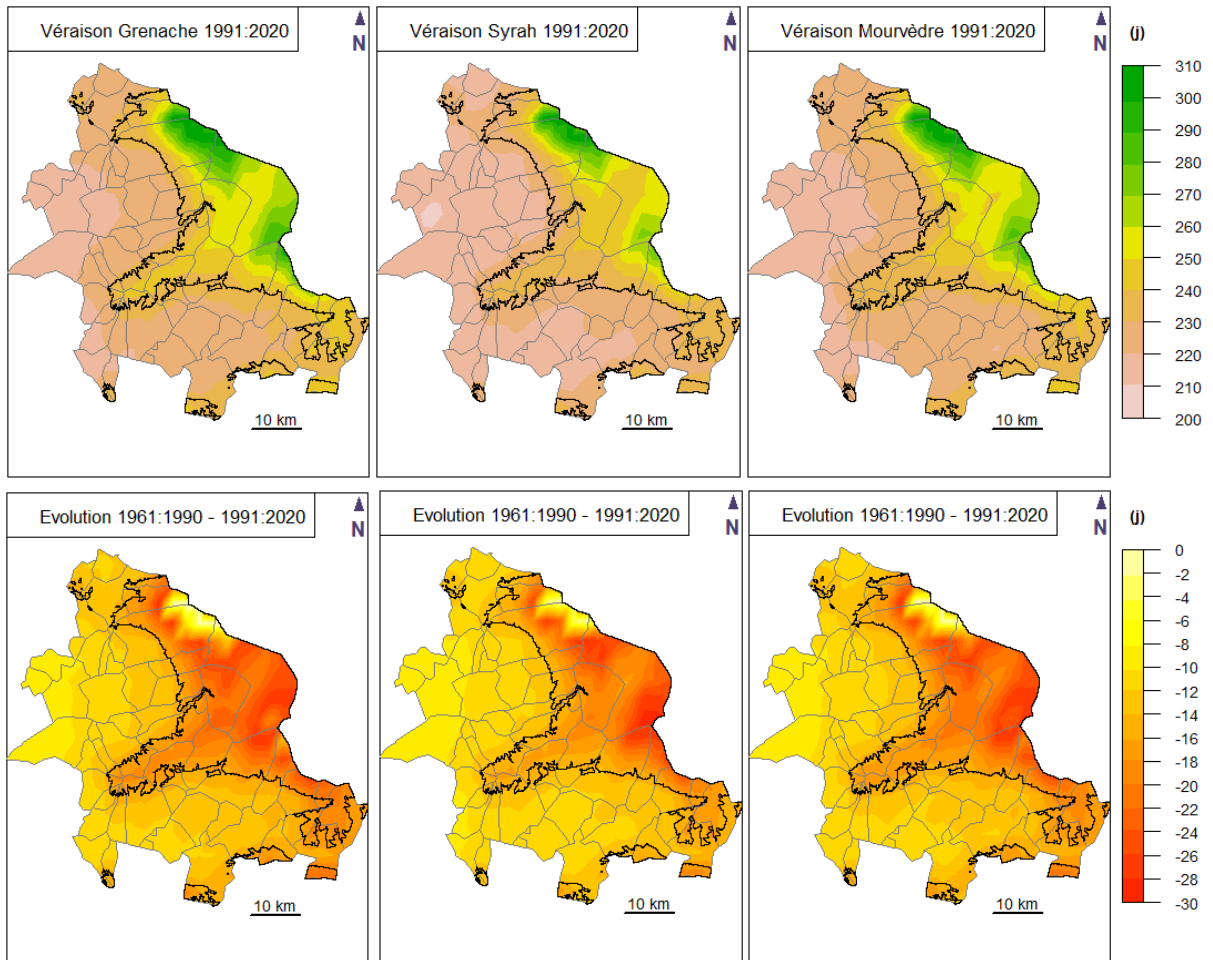 Véraison Grenache 1991:2020
N
10 km
Véraison Syrah 1991:2020
N
10 km
Véraison Mourvèdre 1991:2020
N
10 km
(j)
310
300
290
280
270
260
250
240
230
220
210
200
Evolution 1961:1990 - 1991:2020
N
10 km
Evolution 1961:1990 - 1991:2020
N
10 km
Evolution 1961:1990 - 1991:2020
N
10 km
(j)
0
-2
-4
-6
-8
-10
-12
-14
-16
-18
-20
-22
-24
-26
-28
-30